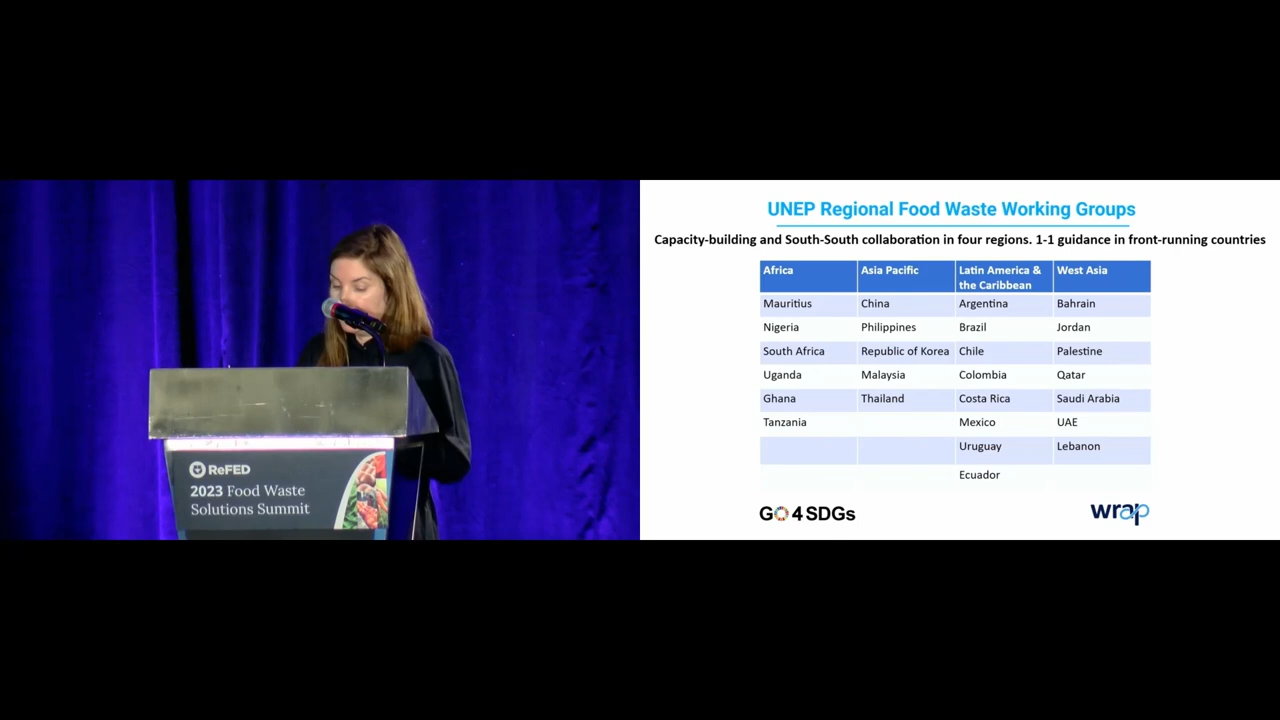 ReFED
2023 Food Waste
Solutions Summit
UNEP Regional Food Waste Working Groups
Capacity-building and South-South collaboration in four regions. 1-1 guidance in front-running countries
Africa Asia Pacific Latin America & the Caribbean West Asia
Mauritius China Argentina Bahrain
Nigeria Philippines Brazil Jordan
South Africa Republic of Korea Chile Palestine
Uganda Malaysia Colombia Qatar
Ghana Thailand Costa Rica Saudi Arabia
Tanzania Mexico UAE
Uruguay Lebanon
Ecuador
GO4SDGs
wrap